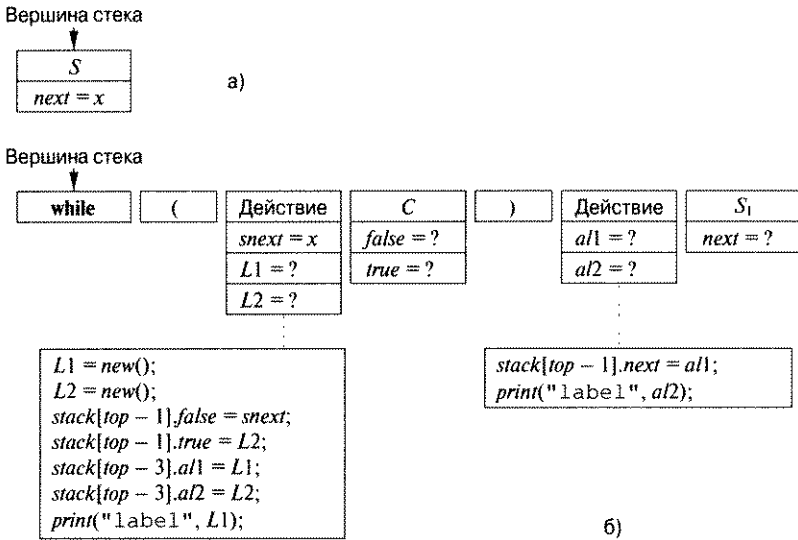 Вершина стека
S
next = x
а)
Вершина стека
while ( Действие C ) Действие S₁
snext = x false = ? al1 = ? next = ?
L1 = ? true = ? al2 = ?
L2 = ?
L1 = new();
L2 = new();
stack[top − 1].false = snext;
stack[top − 1].true = L2;
stack[top − 3].al1 = L1;
stack[top − 3].al2 = L2;
print("label", L1);
stack[top − 1].next = al1;
print("label", al2);
б)